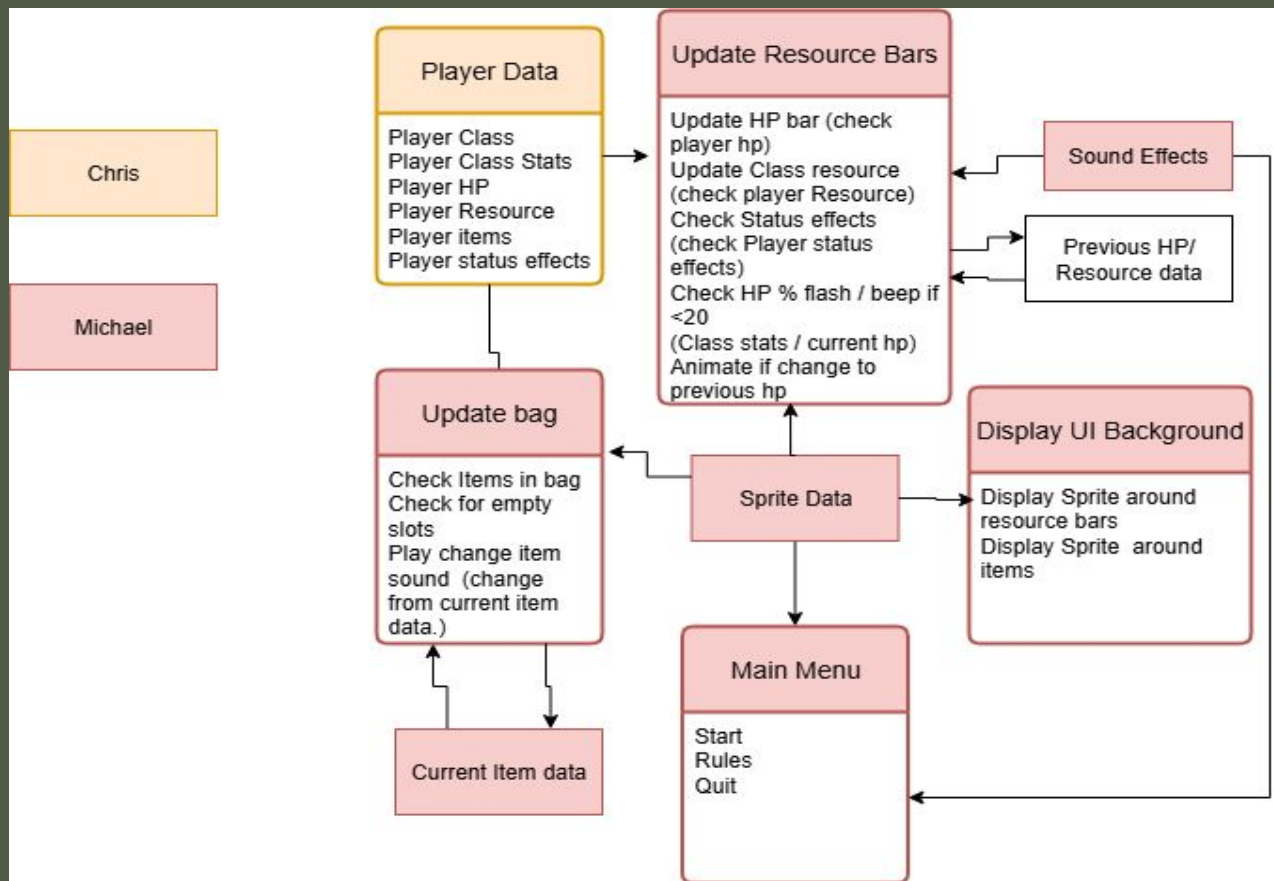 Chris
Michael
Player Data
Player Class
Player Class Stats
Player HP
Player Resource
Player items
Player status effects
Update Resource Bars
Update HP bar (check
player hp)
Update Class resource
(check player Resource)
Check Status effects
(check Player status
effects)
Check HP % flash / beep if
<20
(Class stats / current hp)
Animate if change to
previous hp
Sound Effects
Previous HP/
Resource data
Update bag
Check Items in bag
Check for empty
slots
Play change item
sound  (change
from current item
data.)
Sprite Data
Display UI Background
Display Sprite around
resource bars
Display Sprite  around
items
Current Item data
Main Menu
Start
Rules
Quit